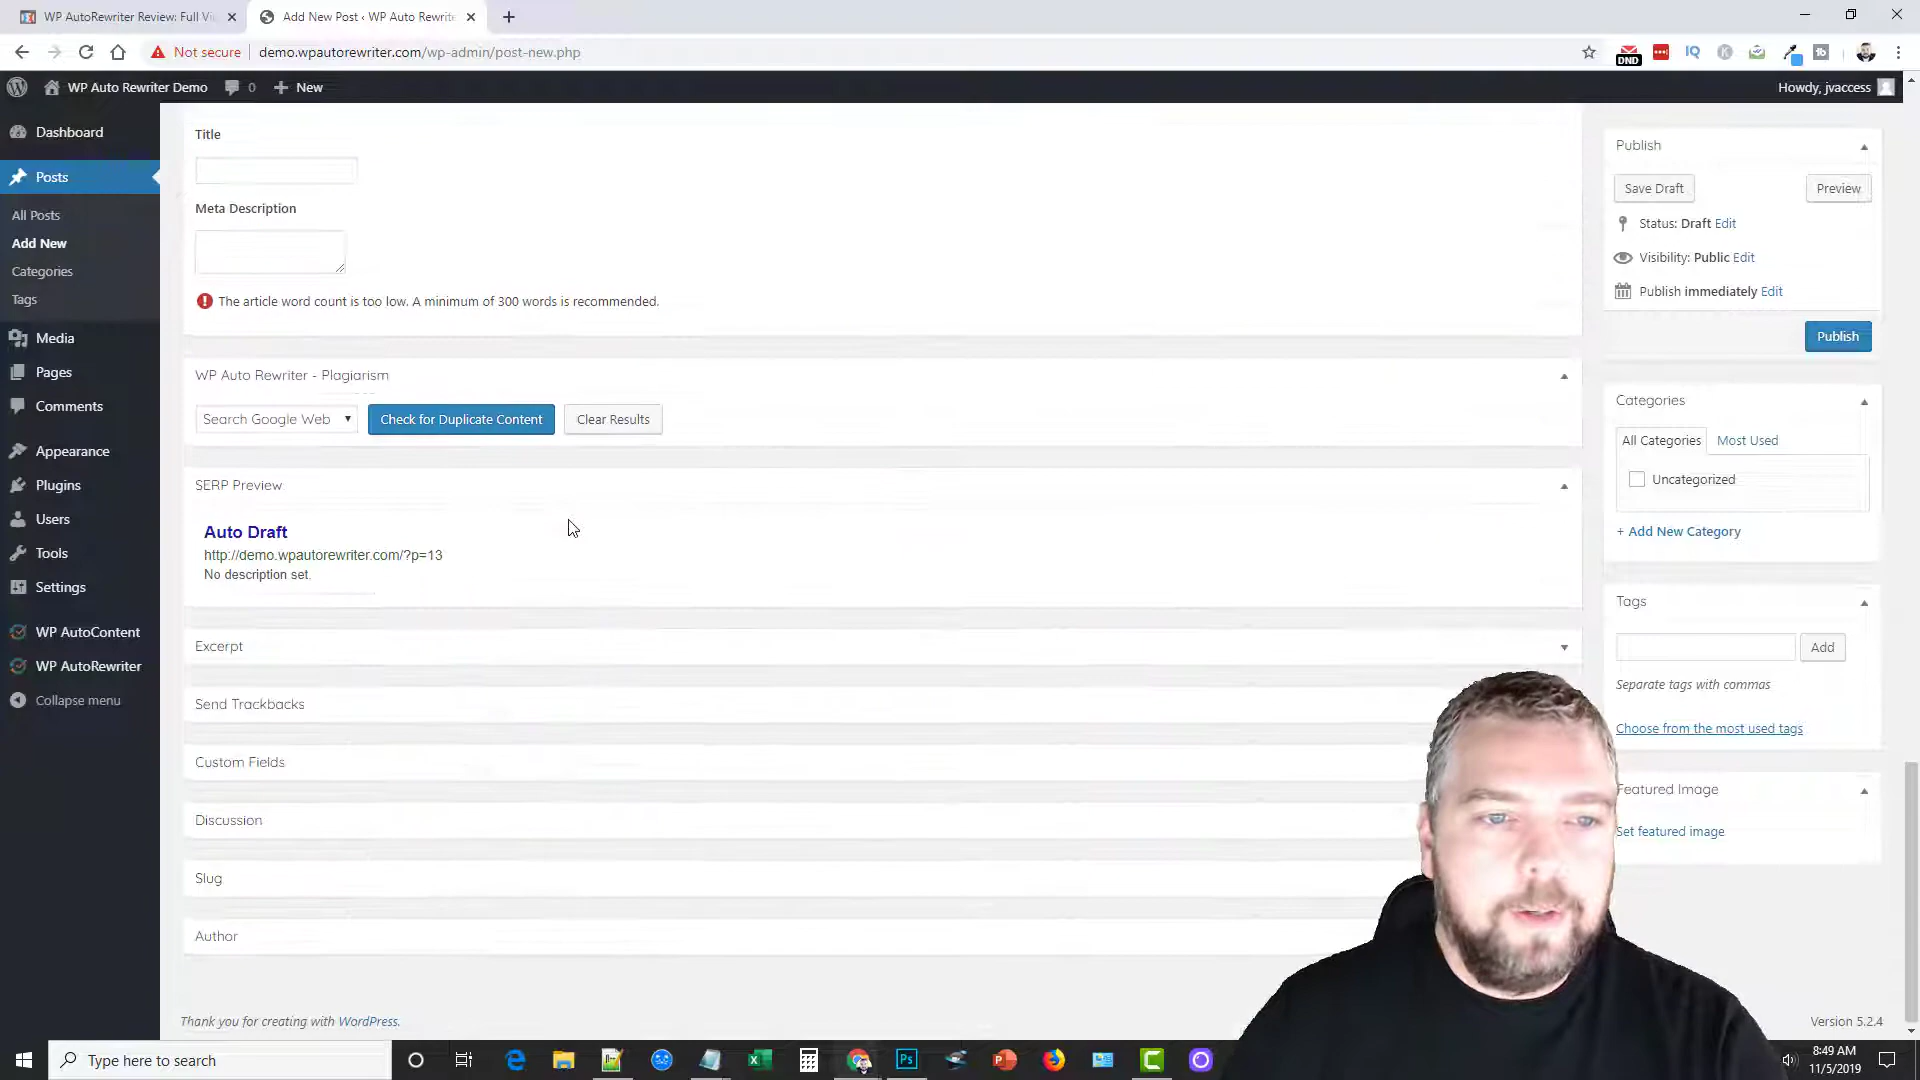 WP AutoRewriter Review: Full Vi
Add New Post ‹ WP Auto Rewrite
Not secure
demo.wpautorewriter.com/wp-admin/post-new.php
DND
IQ
K
tb
WP Auto Rewriter Demo
0
New
Howdy, jvaccess
Dashboard
Posts
All Posts
Add New
Categories
Tags
Media
Pages
Comments
Appearance
Plugins
Users
Tools
Settings
WP AutoContent
WP AutoRewriter
Collapse menu
Title
Meta Description
The article word count is too low. A minimum of 300 words is recommended.
WP Auto Rewriter - Plagiarism
Search Google Web
Check for Duplicate Content
Clear Results
SERP Preview
Auto Draft
http://demo.wpautorewriter.com/?p=13
No description set.
Excerpt
Send Trackbacks
Custom Fields
Discussion
Slug
Author
Thank you for creating with WordPress.
Publish
Save Draft
Preview
Status: Draft Edit
Visibility: Public Edit
Publish immediately Edit
Publish
Categories
All Categories
Most Used
Uncategorized
+ Add New Category
Tags
Add
Separate tags with commas
Choose from the most used tags
Featured Image
Set featured image
Version 5.2.4
Type here to search
Ps
8:49 AM
11/5/2019